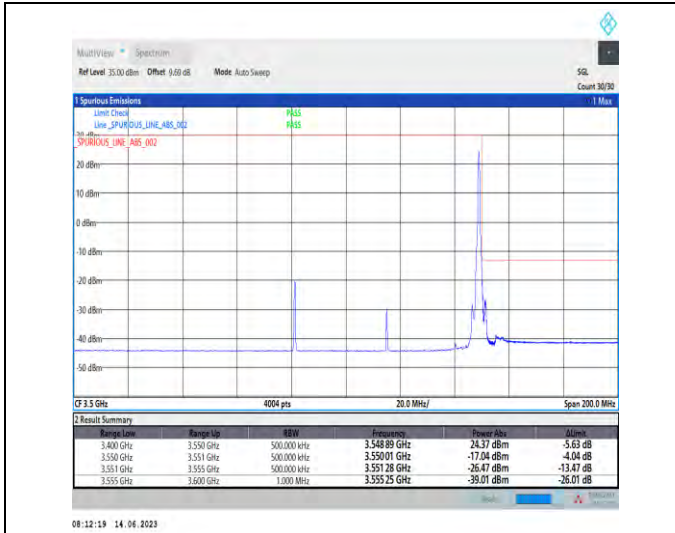 MultiView Spectrum
Ref Level 35.00 dBm Offset 9.69 dB Mode Auto Sweep SGL
Count 30/30
1 Spurious Emissions 1 Max
Limit Check PASS
Line _SPURIOUS_LINE_ABS_002 PASS
SPURIOUS_LINE_ABS_002
20 dBm
10 dBm
0 dBm
-10 dBm
-20 dBm
-30 dBm
-40 dBm
-50 dBm
CF 3.5 GHz 4004 pts 20.0 MHz/ Span 200.0 MHz
2 Result Summary
Range Low Range Up RBW Frequency Power Abs ΔLimit
3.400 GHz 3.550 GHz 500.000 kHz 3.548 89 GHz 24.37 dBm -5.63 dB
3.550 GHz 3.551 GHz 500.000 kHz 3.550 01 GHz -17.04 dBm -4.04 dB
3.551 GHz 3.555 GHz 500.000 kHz 3.551 28 GHz -26.47 dBm -13.47 dB
3.555 GHz 3.600 GHz 1.000 MHz 3.555 25 GHz -39.01 dBm -26.01 dB
08:12:19 14.06.2023